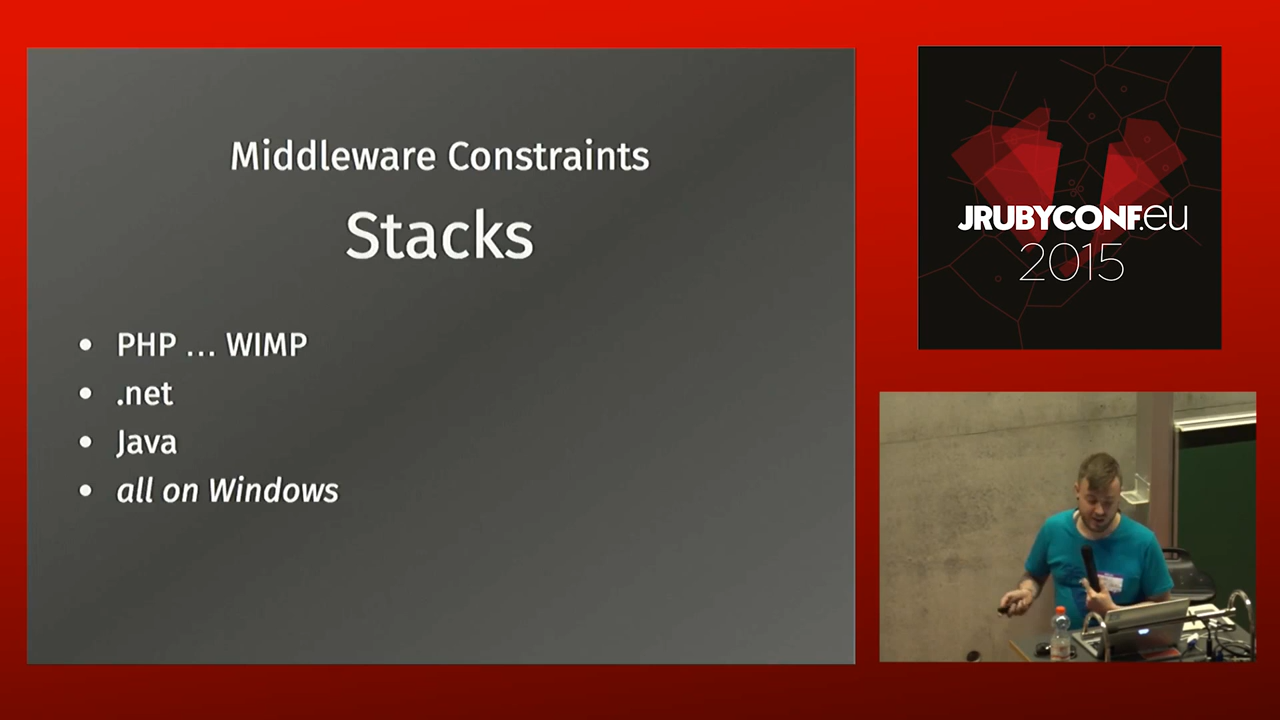 Middleware Constraints
Stacks
• PHP … WIMP
• .net
• Java
• all on Windows
JRUBYCONF.eu
2015